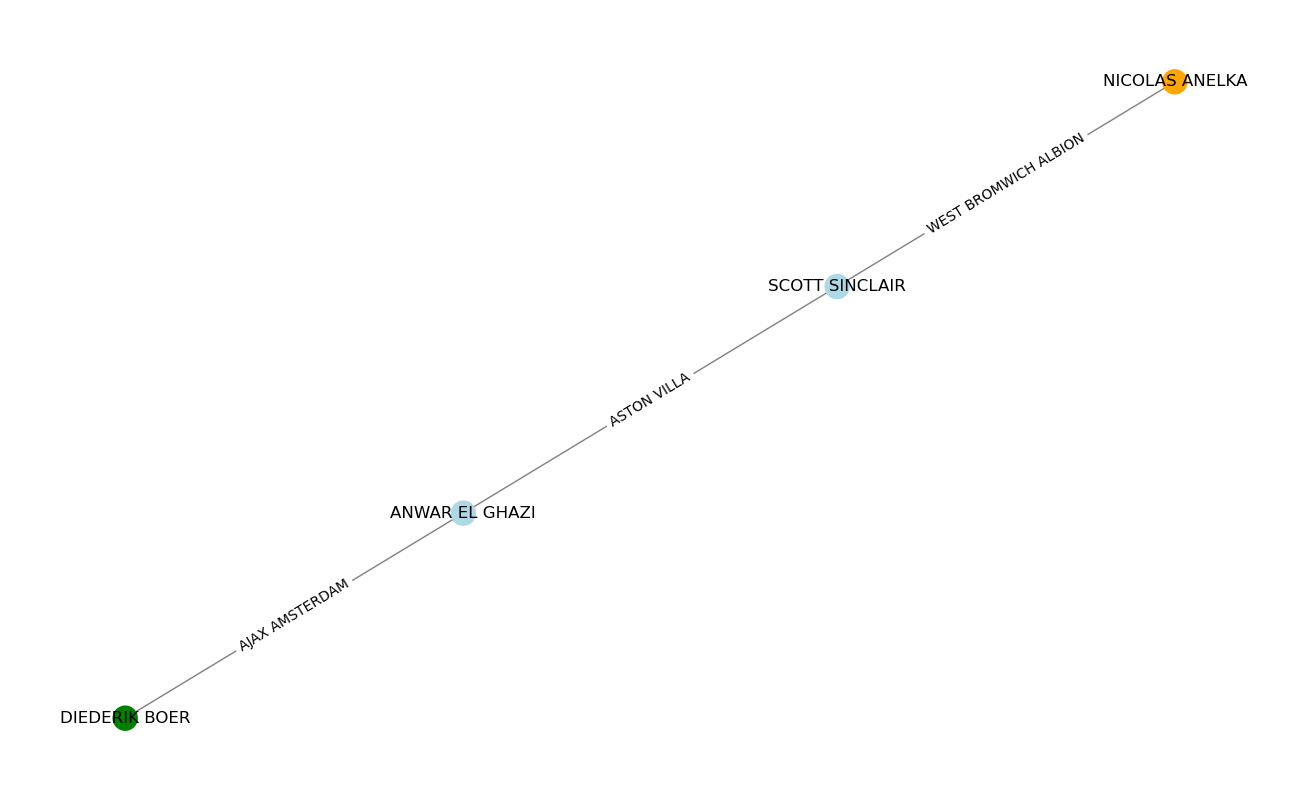 NICOLAS ANELKA
WEST BROMWICH ALBION
SCOTT SINCLAIR
ASTON VILLA
ANWAR EL GHAZI
AJAX AMSTERDAM
DIEDERIK BOER